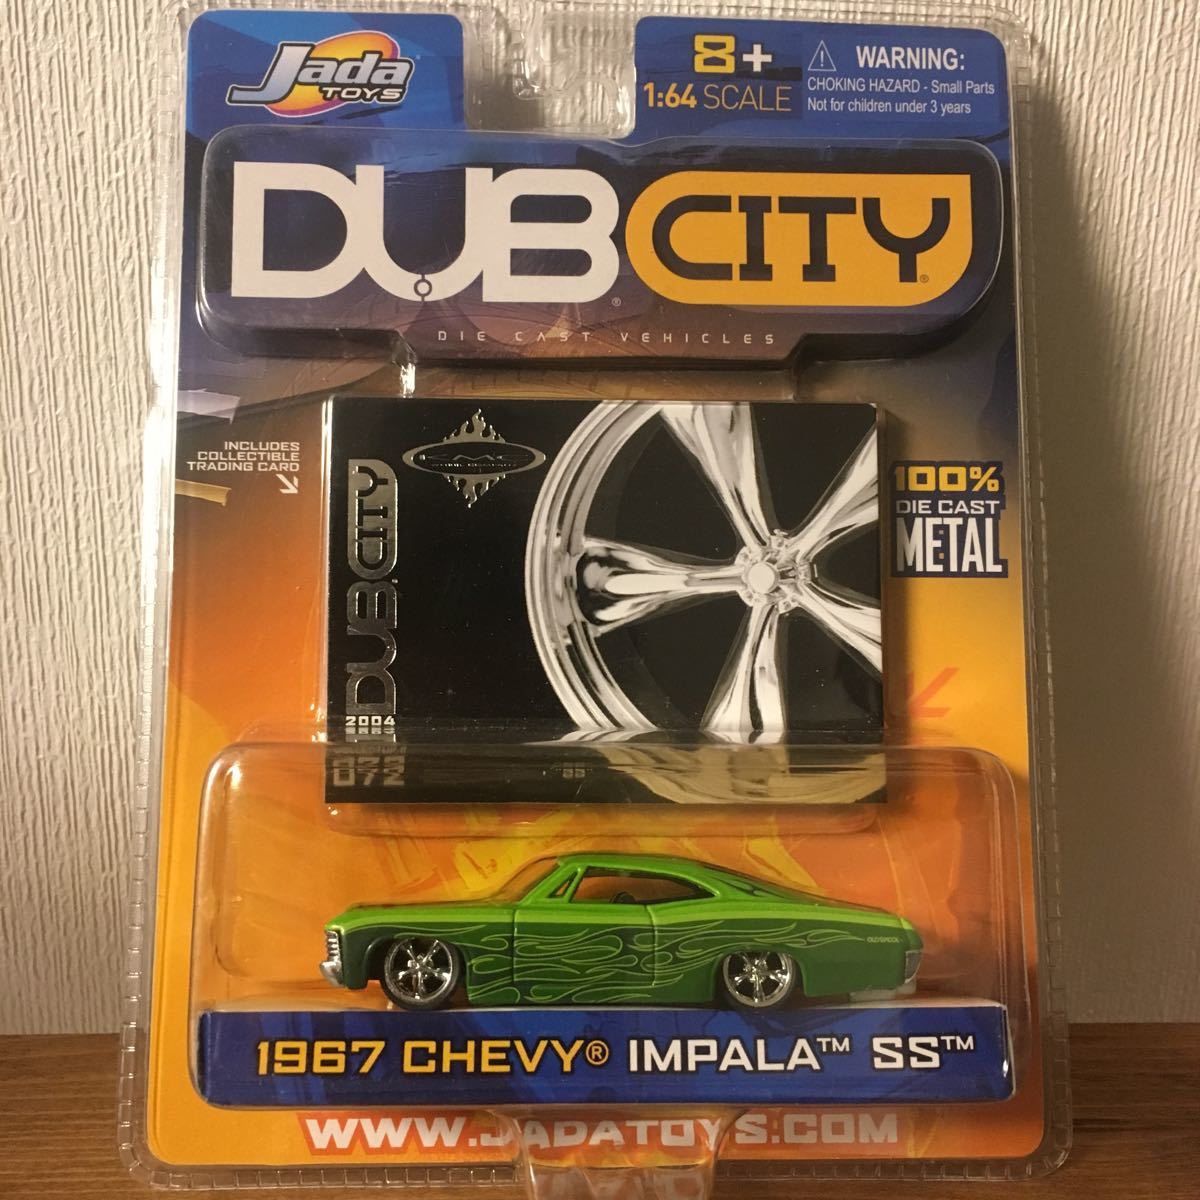 Jada
TOYS
8+
1:64 SCALE
WARNING:
CHOKING HAZARD - Small Parts
Not for children under 3 years
DUB CITY
DIE CAST VEHICLES
INCLUDES
COLLECTIBLE
TRADING CARD
KMC
DUB CITY
2004
072
100%
DIE CAST
METAL
OLD SKOOL
1967 CHEVY® IMPALA™ SS™
WWW.JADATOYS.COM